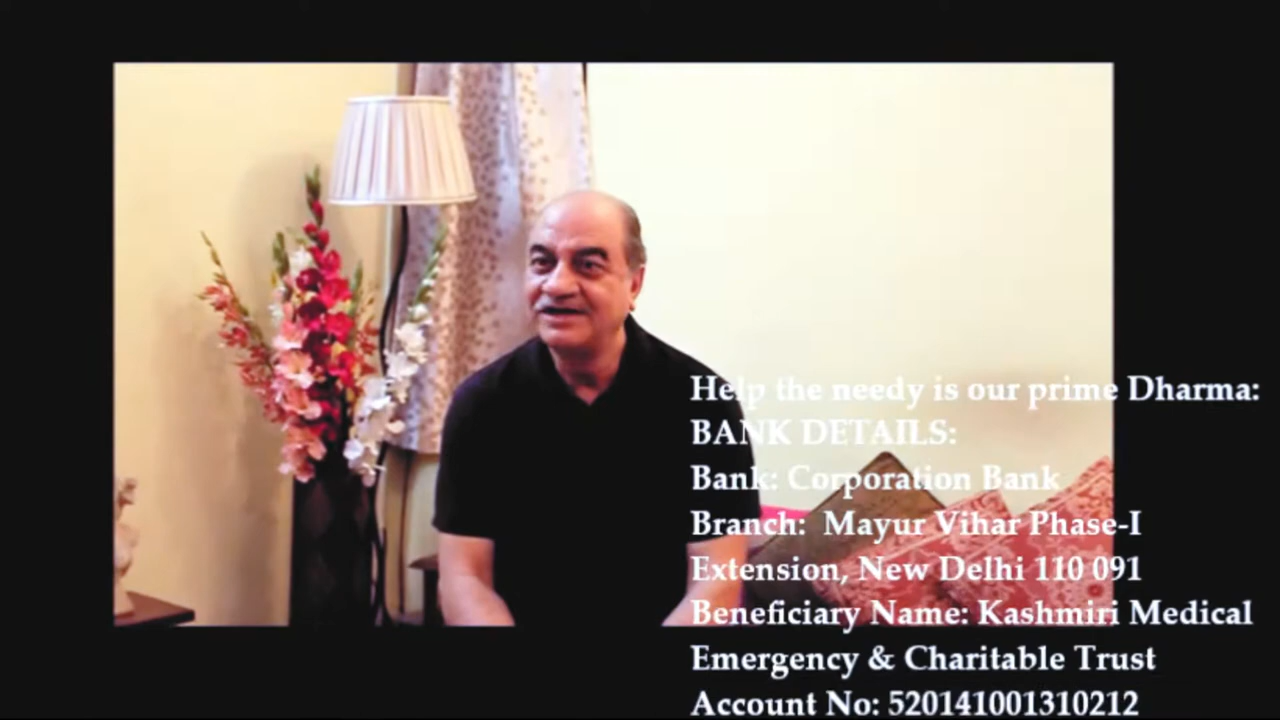 Help the needy is our prime Dharma:
BANK DETAILS:
Bank: Corporation Bank
Branch:  Mayur Vihar Phase-I
Extension, New Delhi 110 091
Beneficiary Name: Kashmiri Medical
Emergency & Charitable Trust
Account No: 520141001310212